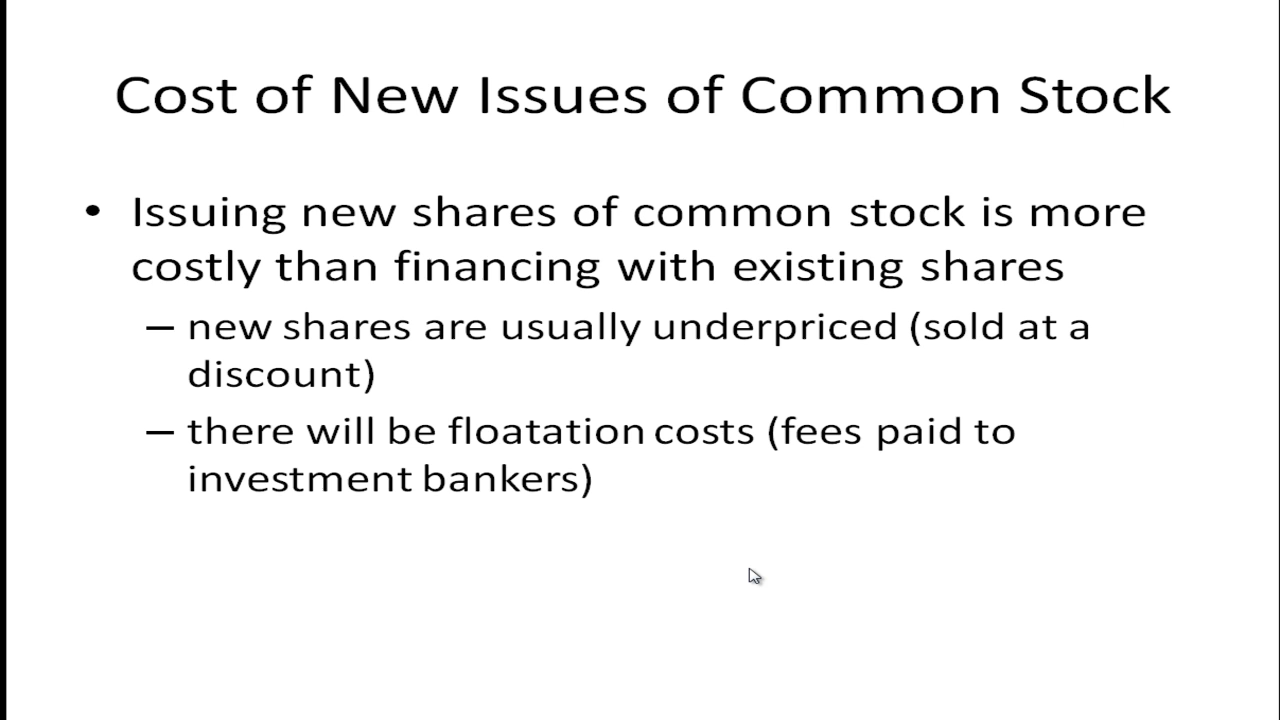 Cost of New Issues of Common Stock
• Issuing new shares of common stock is more
costly than financing with existing shares
– new shares are usually underpriced (sold at a
discount)
– there will be floatation costs (fees paid to
investment bankers)